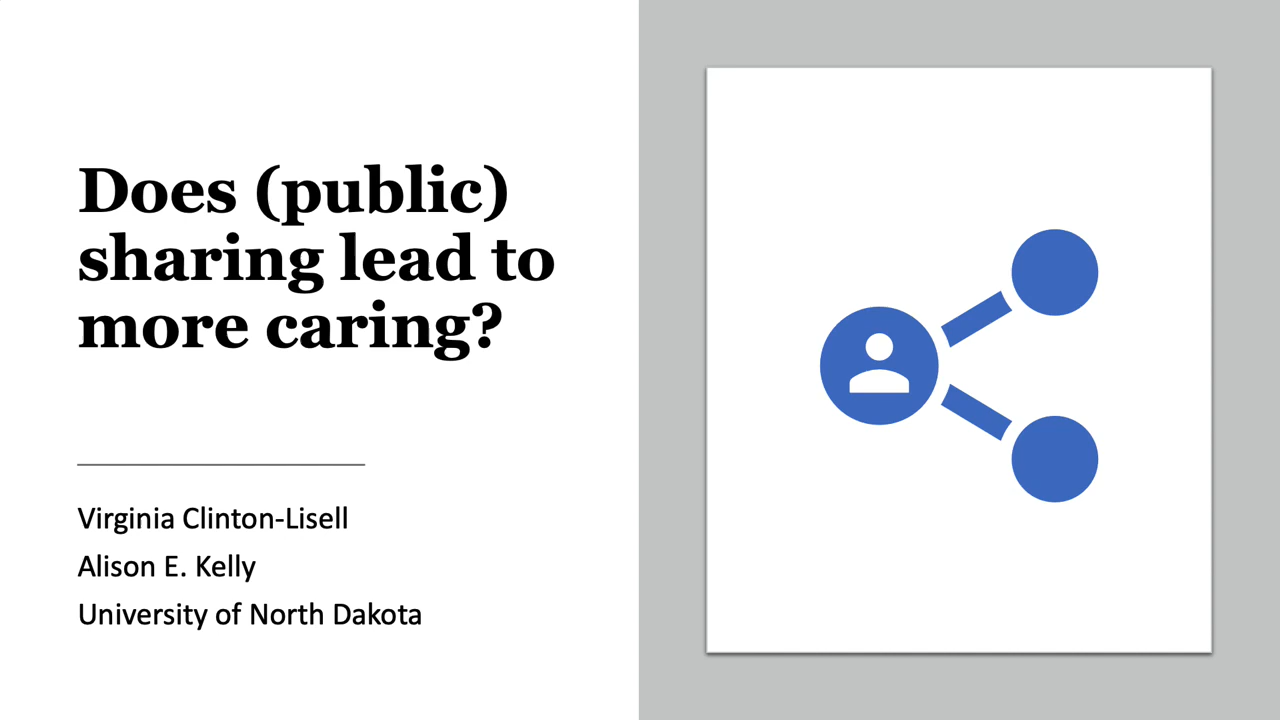 Does (public)
sharing lead to
more caring?
Virginia Clinton-Lisell
Alison E. Kelly
University of North Dakota